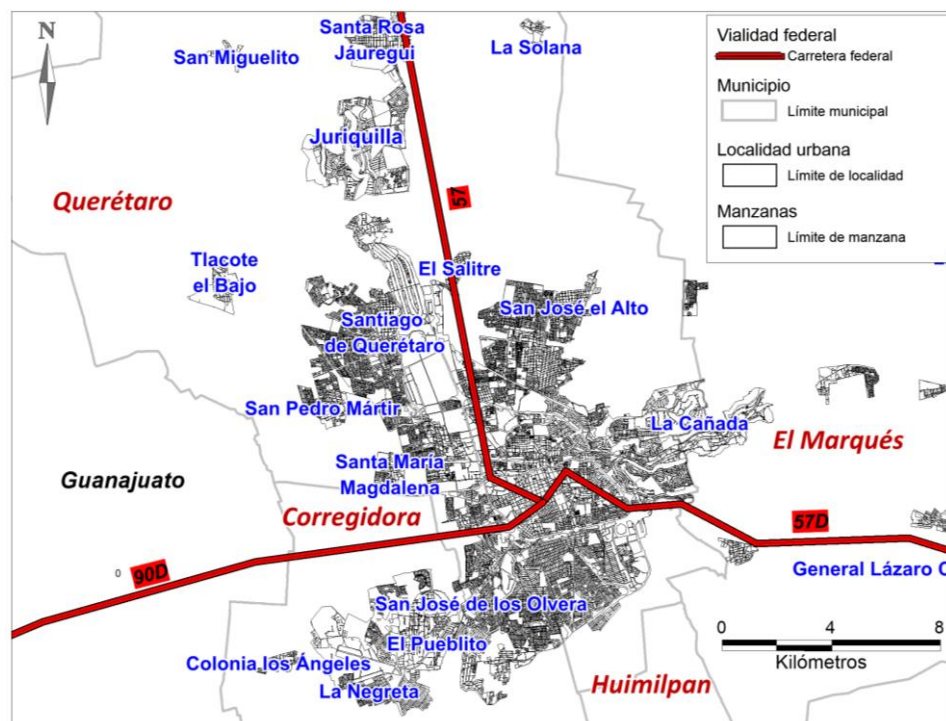 N
Santa Rosa
Jáuregui
La Solana
San Miguelito
Juriquilla
Querétaro
57
Tlacote
el Bajo
El Salitre
San José el Alto
Santiago
de Querétaro
San Pedro Mártir
La Cañada
El Marqués
Santa María
Magdalena
Guanajuato
Corregidora
57D
90D
General Lázaro C
San José de los Olvera
El Pueblito
Colonia los Ángeles
La Negreta
Huimilpan
Vialidad federal
Carretera federal
Municipio
Límite municipal
Localidad urbana
Límite de localidad
Manzanas
Límite de manzana
0 4 8
Kilómetros